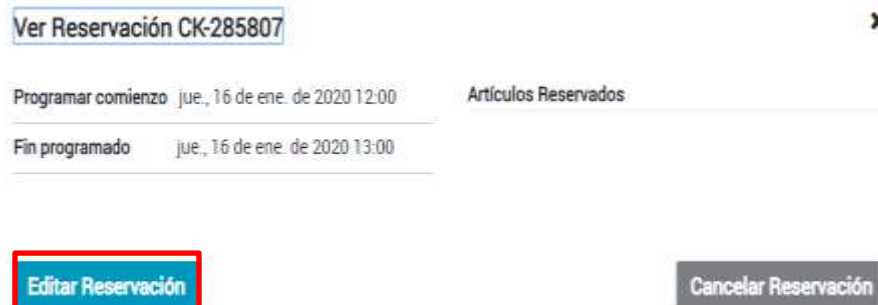 Ver Reservación CK-285807
Programar comienzo jue., 16 de ene. de 2020 12:00
Fin programado jue., 16 de ene. de 2020 13:00
Artículos Reservados
Editar Reservación
Cancelar Reservación